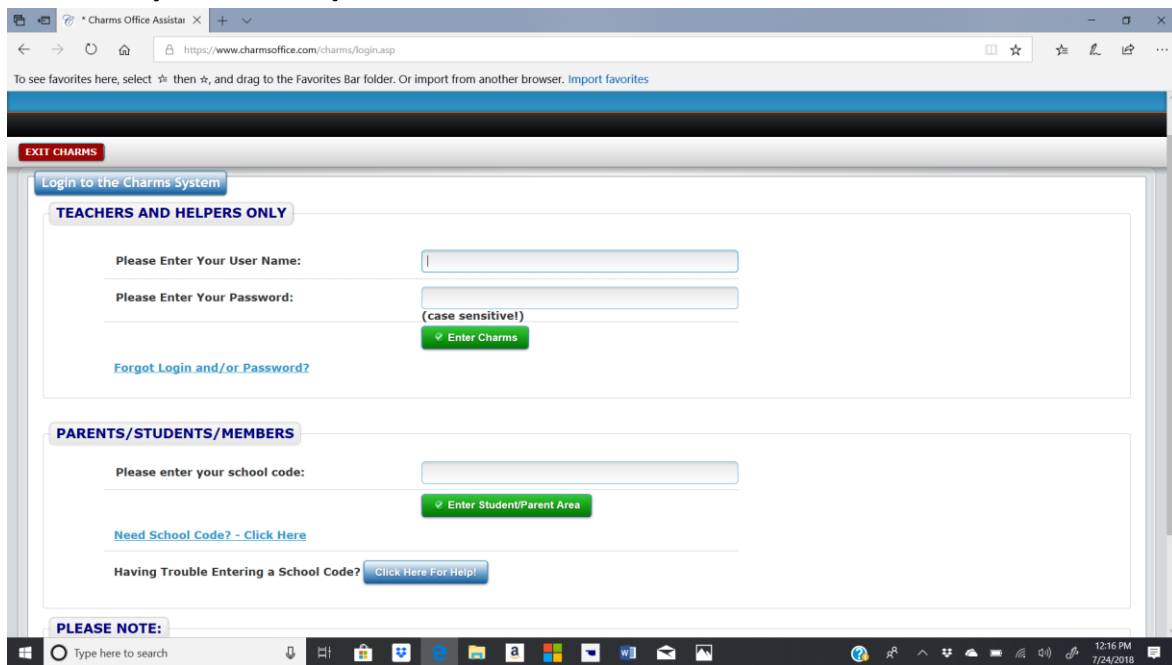 * Charms Office Assistar
https://www.charmsoffice.com/charms/login.asp
To see favorites here, select then ☆, and drag to the Favorites Bar folder. Or import from another browser. Import favorites
EXIT CHARMS
Login to the Charms System
TEACHERS AND HELPERS ONLY
Please Enter Your User Name:
Please Enter Your Password:
(case sensitive!)
Enter Charms
Forgot Login and/or Password?
PARENTS/STUDENTS/MEMBERS
Please enter your school code:
Enter Student/Parent Area
Need School Code? - Click Here
Having Trouble Entering a School Code? Click Here For Help!
PLEASE NOTE:
Type here to search
12:16 PM
7/24/2018